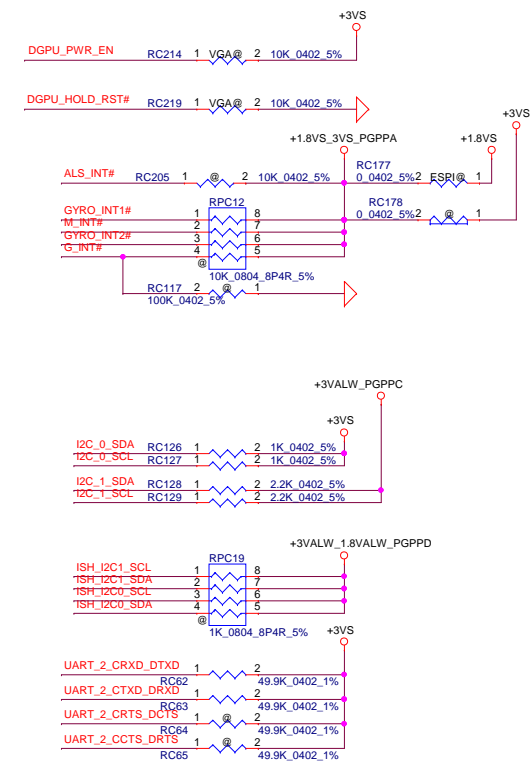 +3VS
DGPU_PWR_EN RC214 1 VGA@ 2 10K_0402_5%
DGPU_HOLD_RST# RC219 1 VGA@ 2 10K_0402_5%
+3VS
+1.8VS_3VS_PGPPA +1.8VS
RC177
ALS_INT# RC205 1 @ 2 10K_0402_5% 0_0402_5% 2 ESPI@ 1
RPC12 RC178
GYRO_INT1# 1 8 0_0402_5% 2 @ 1
M_INT# 2 7
GYRO_INT2# 3 6
G_INT# 4 5
@
10K_0804_8P4R_5%
RC117 2 @ 1
100K_0402_5%
+3VALW_PGPPC
+3VS
I2C_0_SDA RC126 1 2 1K_0402_5%
I2C_0_SCL RC127 1 2 1K_0402_5%
I2C_1_SDA RC128 1 2 2.2K_0402_5%
I2C_1_SCL RC129 1 2 2.2K_0402_5%
+3VALW_1.8VALW_PGPPD
RPC19
ISH_I2C1_SCL 1 8
ISH_I2C1_SDA 2 7
ISH_I2C0_SCL 3 6
ISH_I2C0_SDA 4 5
@
1K_0804_8P4R_5%
+3VS
UART_2_CRXD_DTXD 1 2
RC62 49.9K_0402_1%
UART_2_CTXD_DRXD 1 2
RC63 49.9K_0402_1%
UART_2_CRTS_DCTS 1 @ 2
RC64 49.9K_0402_1%
UART_2_CCTS_DRTS 1 @ 2
RC65 49.9K_0402_1%